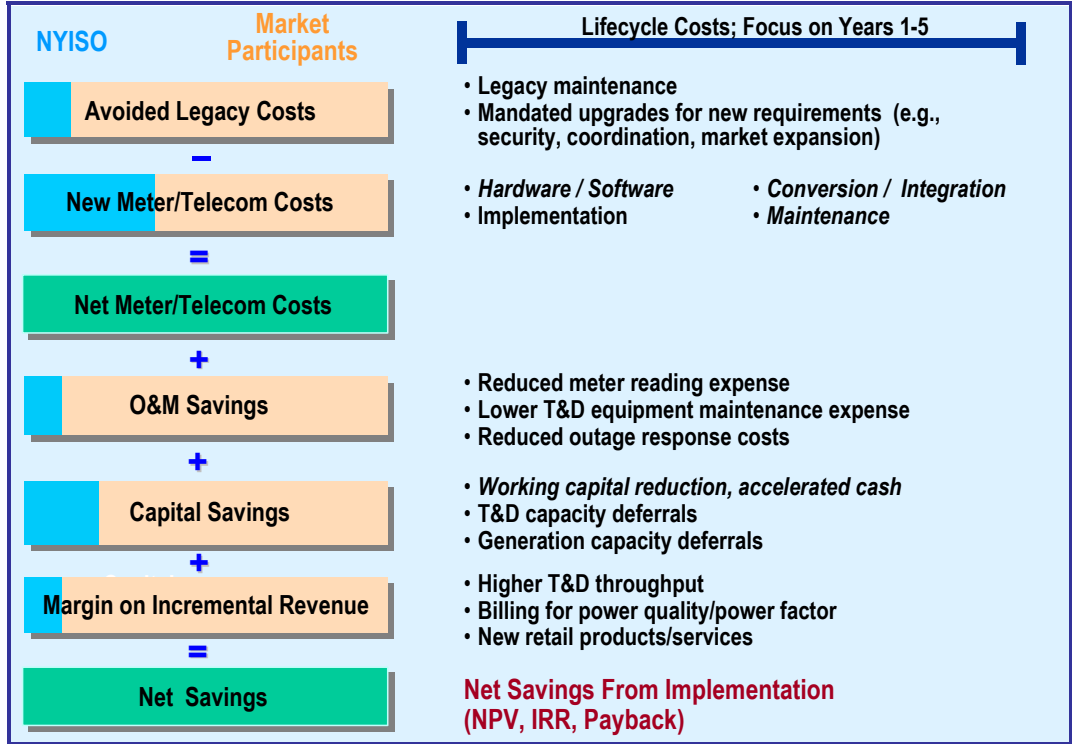 NYISO
Market
Participants
Lifecycle Costs; Focus on Years 1-5
Avoided Legacy Costs
• Legacy maintenance
• Mandated upgrades for new requirements (e.g.,
security, coordination, market expansion)
–
New Meter/Telecom Costs
• Hardware / Software
• Conversion / Integration
• Implementation
• Maintenance
=
Net Meter/Telecom Costs
+
O&M Savings
• Reduced meter reading expense
• Lower T&D equipment maintenance expense
• Reduced outage response costs
+
Capital Savings
• Working capital reduction, accelerated cash
• T&D capacity deferrals
• Generation capacity deferrals
+
Margin on Incremental Revenue
• Higher T&D throughput
• Billing for power quality/power factor
• New retail products/services
=
Net Savings
Net Savings From Implementation
(NPV, IRR, Payback)